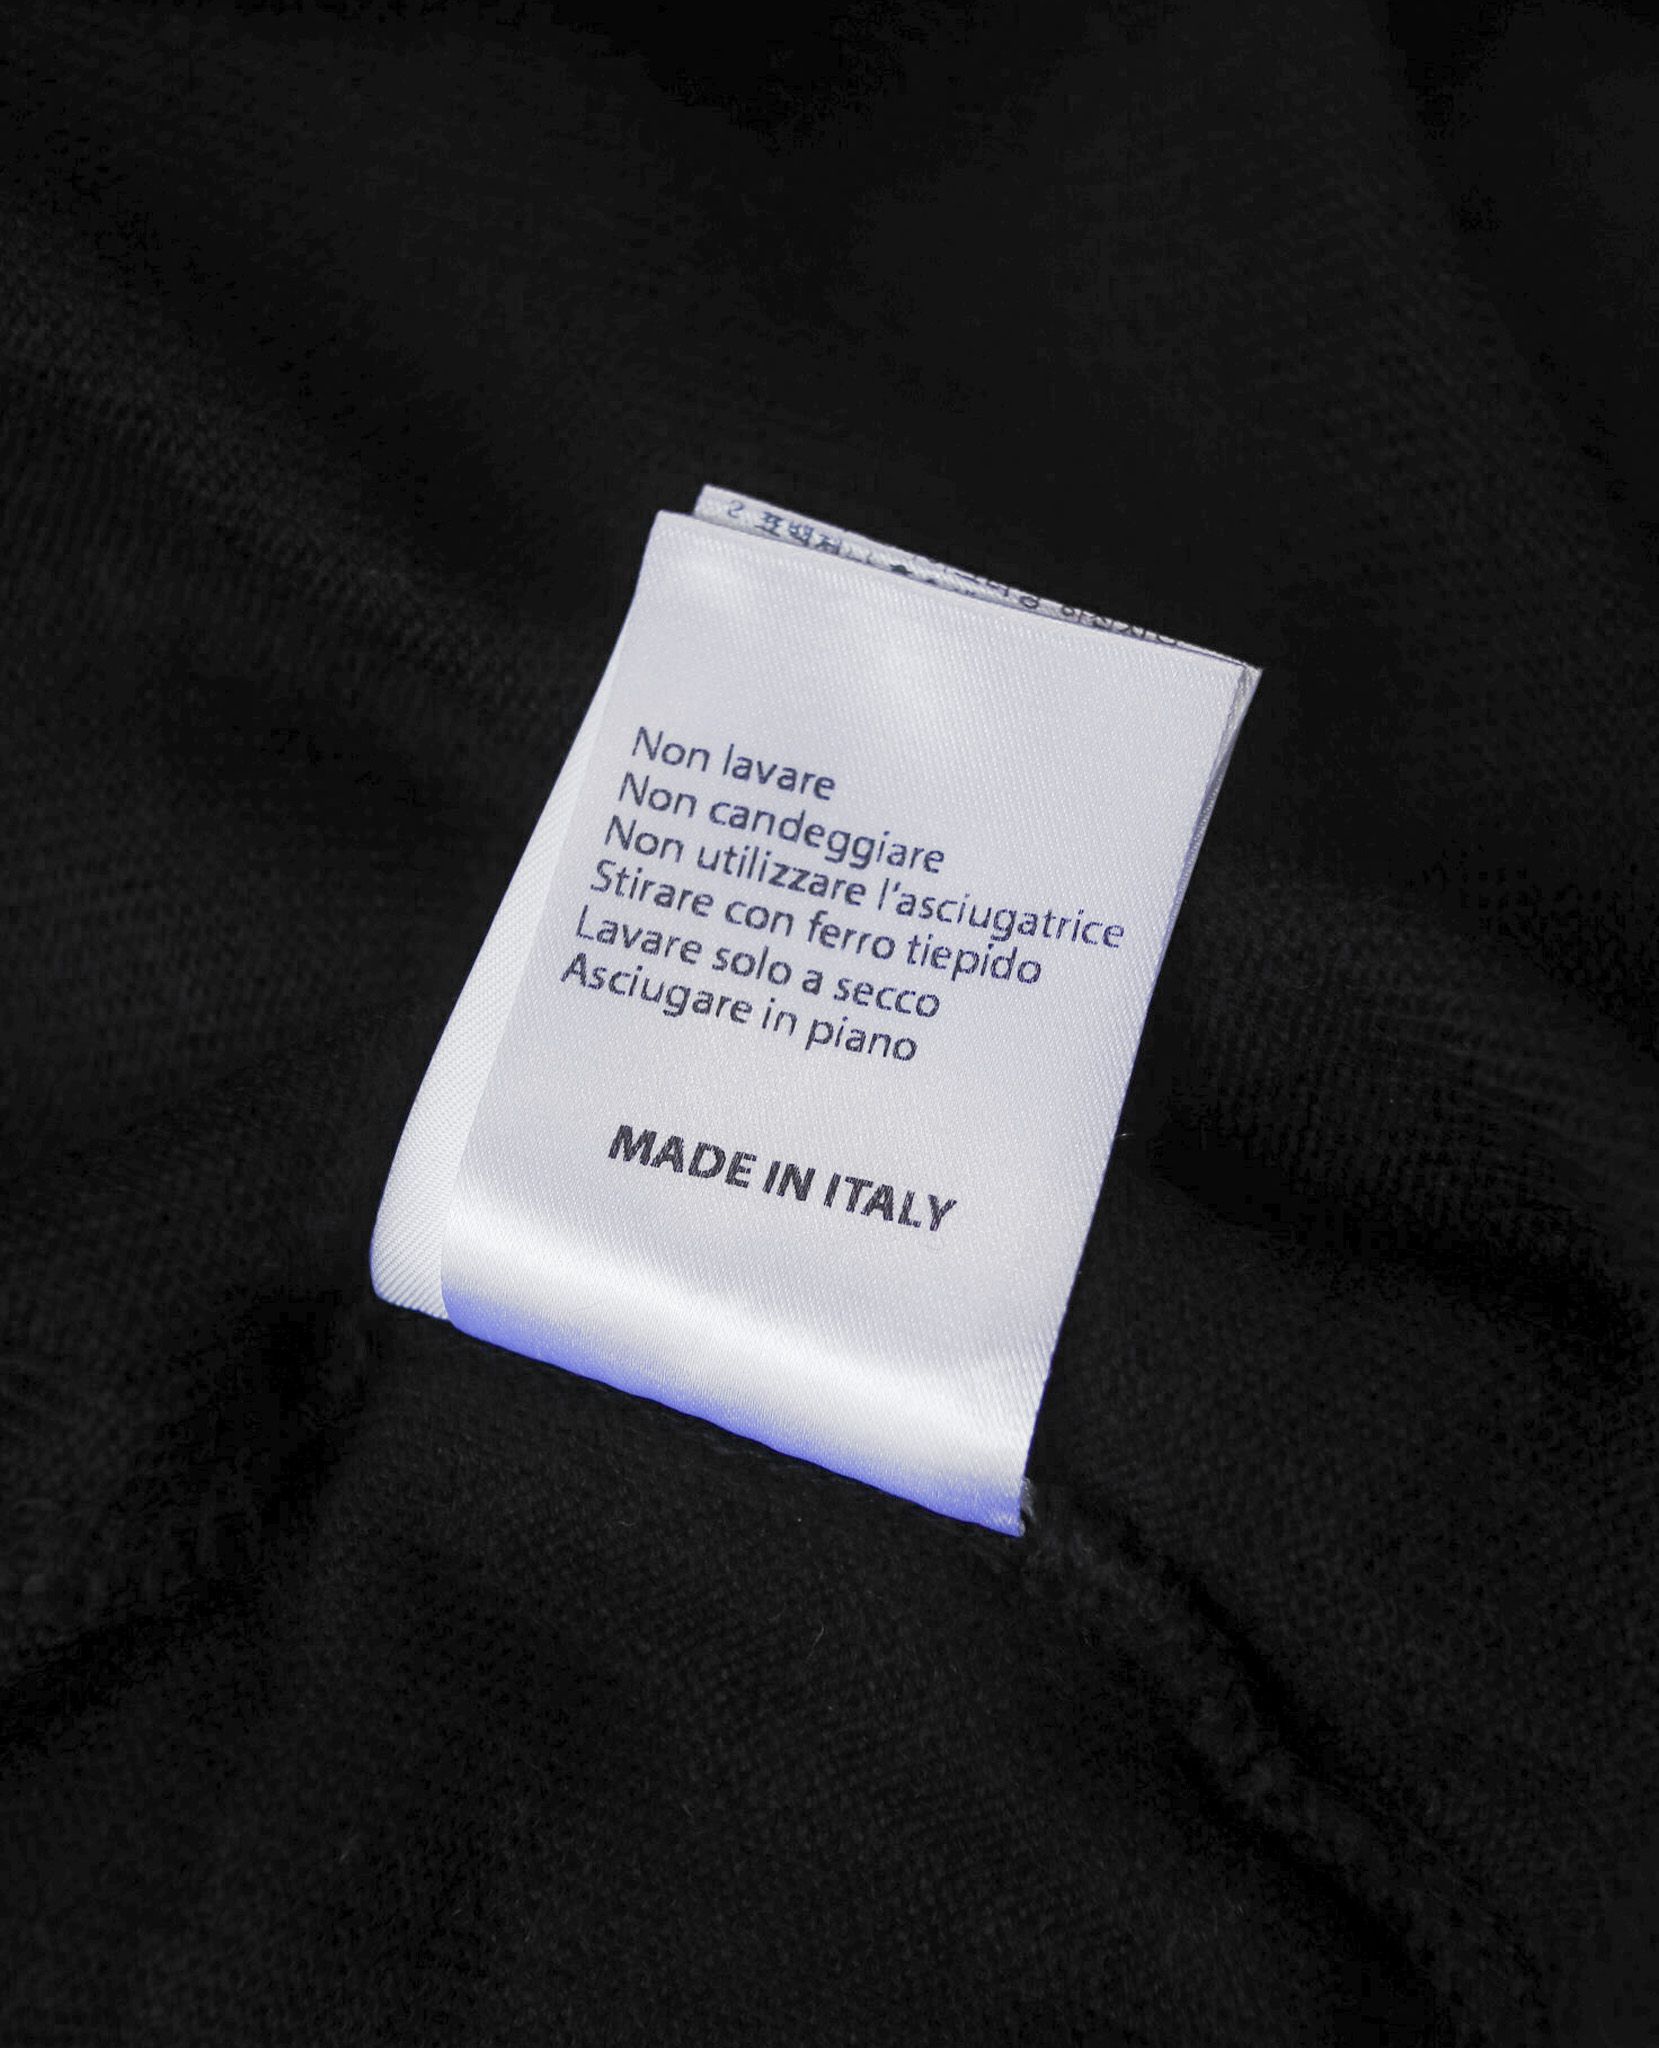 Non lavare
Non candeggiare
Non utilizzare l'asciugatrice
Stirare con ferro tiepido
Lavare solo a secco
Asciugare in piano
MADE IN ITALY